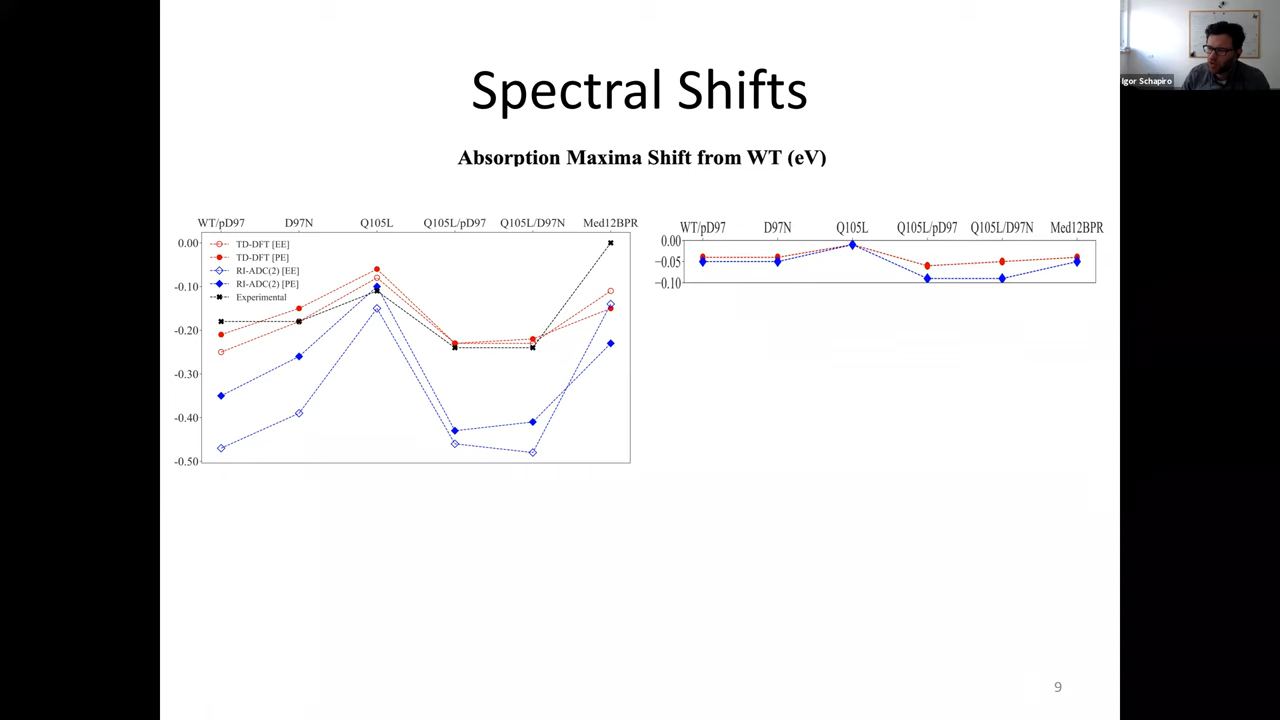 Igor Schapiro
Spectral Shifts
Absorption Maxima Shift from WT (eV)
WT/pD97 D97N Q105L Q105L/pD97 Q105L/D97N Med12BPR
0.00
-0.10
-0.20
-0.30
-0.40
-0.50
TD-DFT [EE]
TD-DFT [PE]
RI-ADC(2) [EE]
RI-ADC(2) [PE]
Experimental
WT/pD97 D97N Q105L Q105L/pD97 Q105L/D97N Med12BPR
0.00
−0.05
−0.10
9